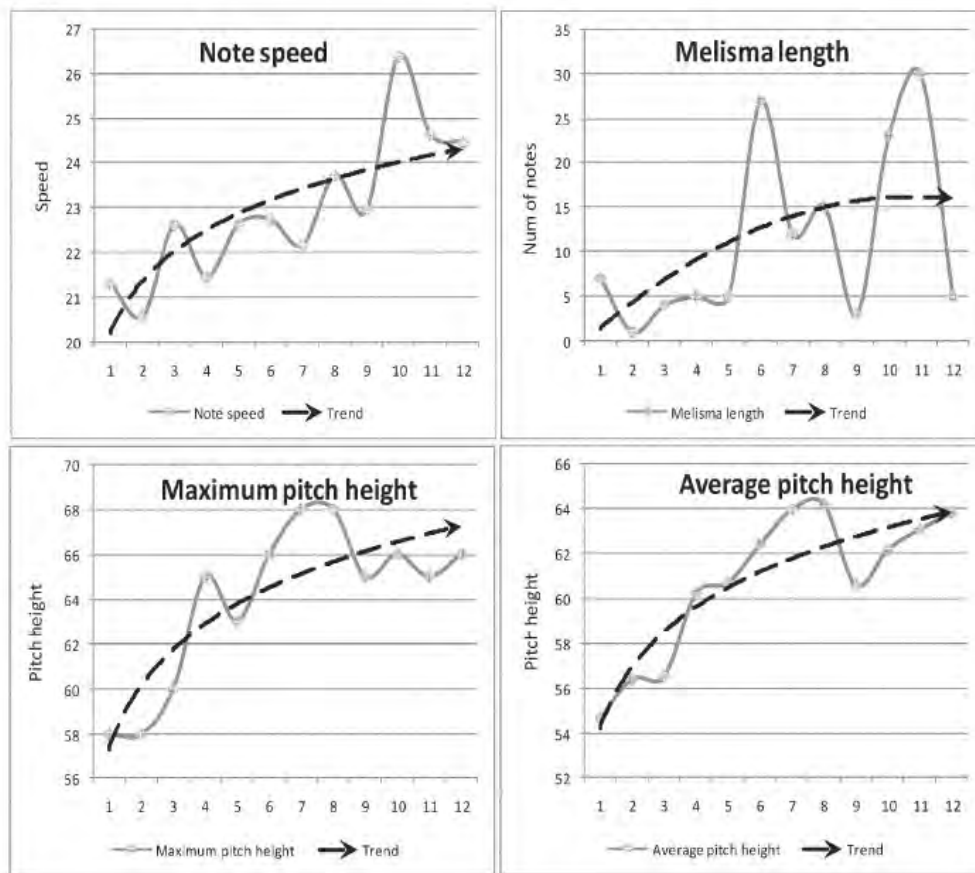 Note speed
27
26
25
24
23
22
21
20
Speed
1 2 3 4 5 6 7 8 9 10 11 12
Note speed Trend
Melisma length
35
30
25
20
15
10
5
0
Num of notes
1 2 3 4 5 6 7 8 9 10 11 12
Melisma length Trend
Maximum pitch height
70
68
66
64
62
60
58
56
Pitch height
1 2 3 4 5 6 7 8 9 10 11 12
Maximum pitch height Trend
Average pitch height
66
64
62
60
58
56
54
52
Pitch height
1 2 3 4 5 6 7 8 9 10 11 12
Average pitch height Trend